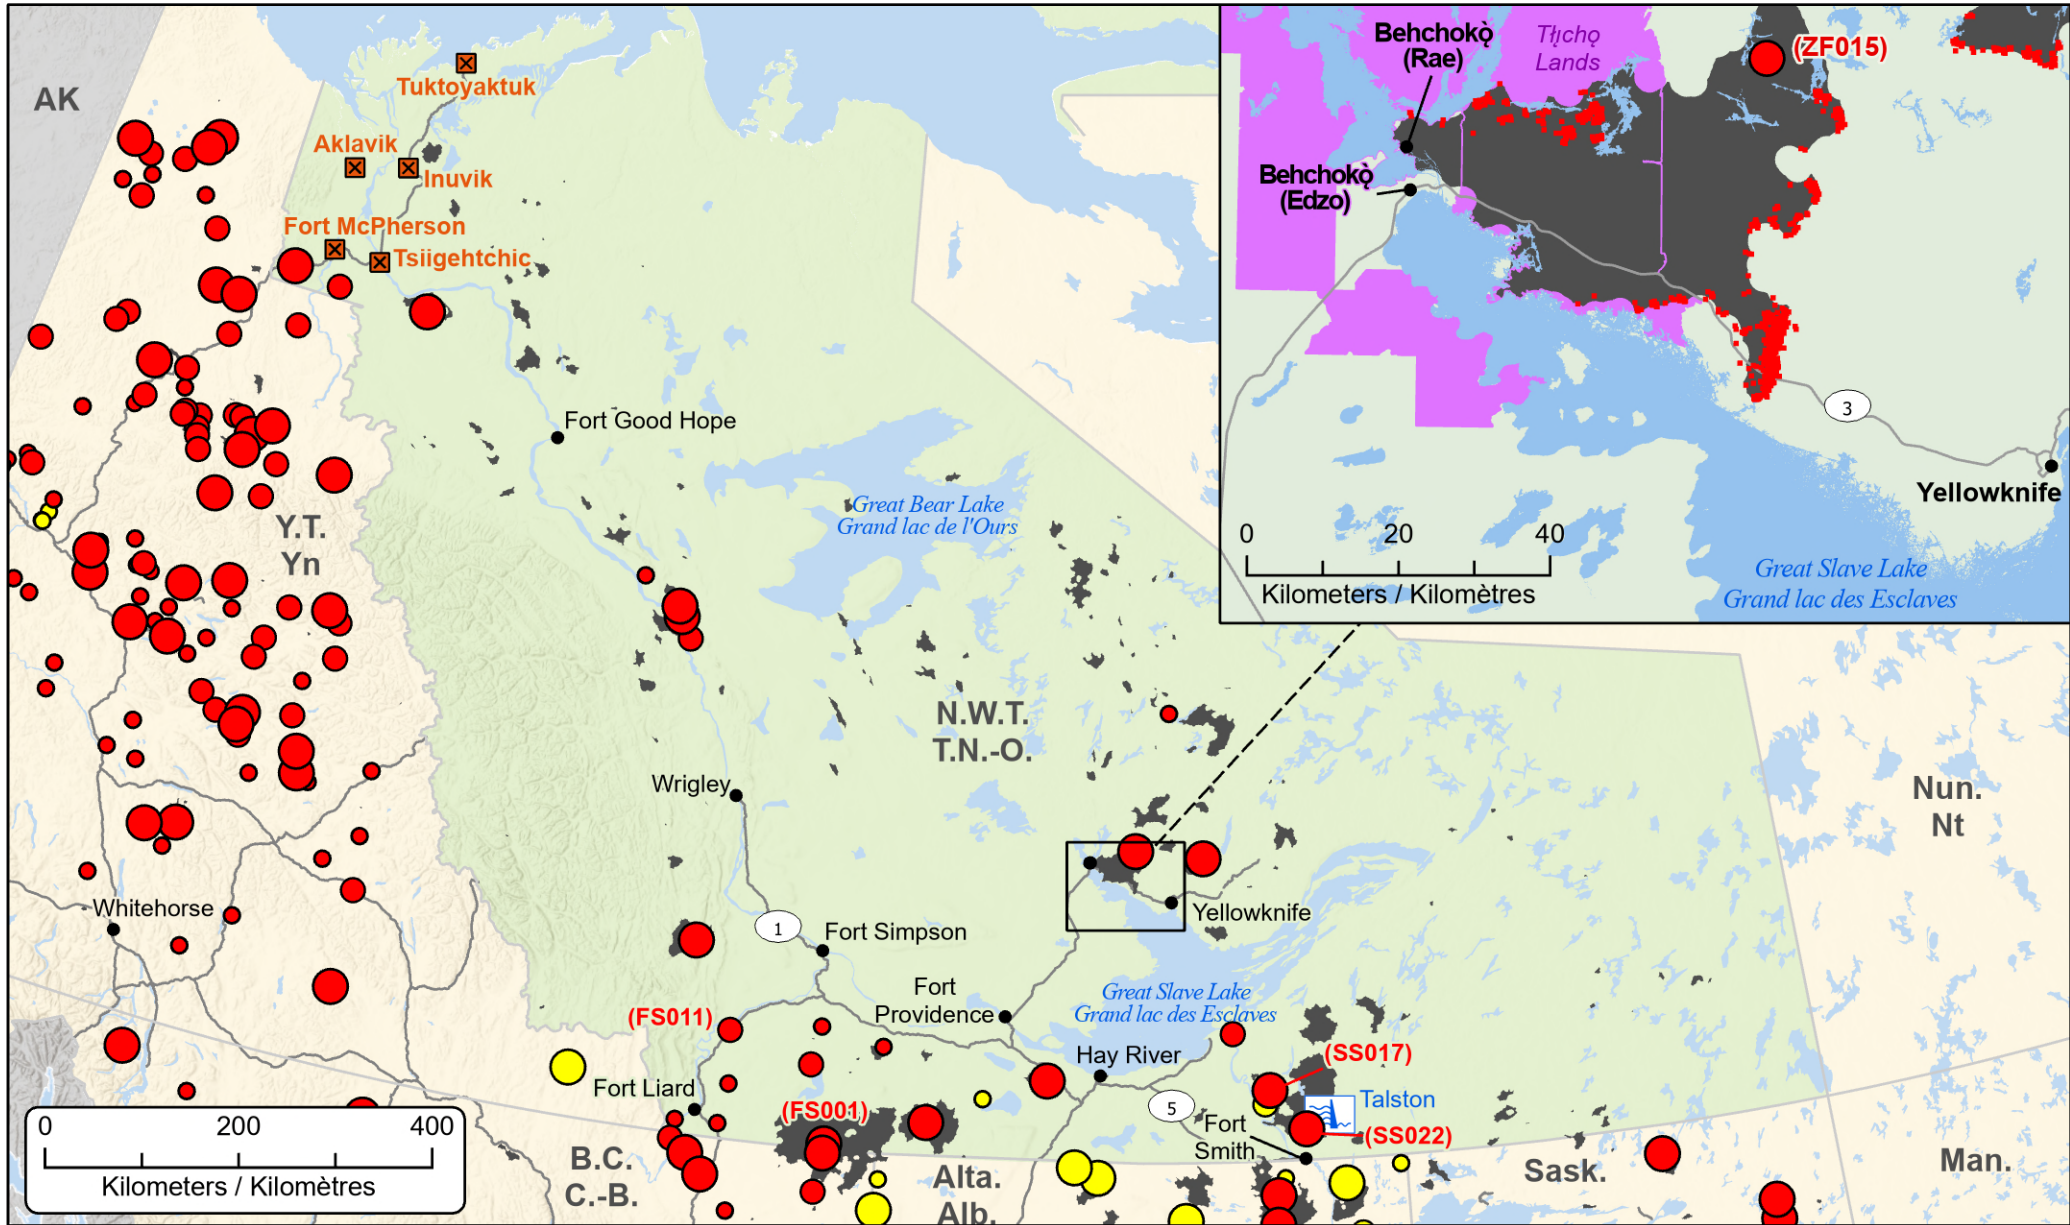 AK
Tuktoyaktuk
Aklavik
Inuvik
Fort McPherson
Tsiigehtchic
Fort Good Hope
Great Bear Lake
Grand lac de l'Ours
Y.T.
Yn
N.W.T.
T.N.-O.
Wrigley
Nun.
Nt
Whitehorse
1
Fort Simpson
Yellowknife
Fort
Providence
Great Slave Lake
Grand lac des Esclaves
(FS011)
Hay River
(SS017)
Fort Liard
(FS001)
5
Talston
Fort
Smith
(SS022)
B.C.
C.-B.
Alta.
Alb.
Sask.
Man.
0 200 400
Kilometers / Kilomètres
Behchokǫ̀
(Rae)
Tłı̨chǫ
Lands
(ZF015)
Behchokǫ̀
(Edzo)
3
Yellowknife
0 20 40
Kilometers / Kilomètres
Great Slave Lake
Grand lac des Esclaves